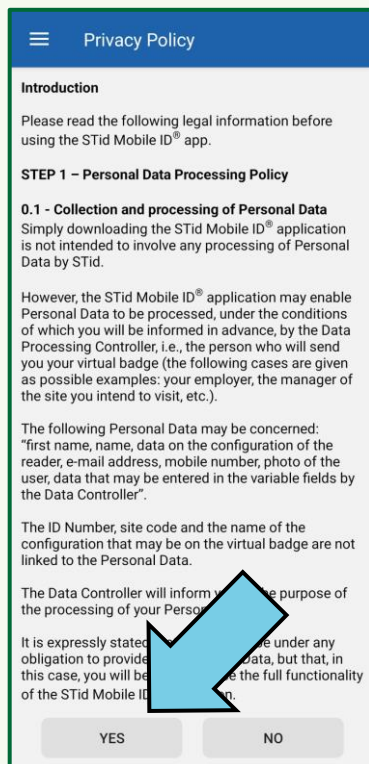 Privacy Policy
Introduction
Please read the following legal information before
using the STid Mobile ID® app.
STEP 1 – Personal Data Processing Policy
0.1 - Collection and processing of Personal Data
Simply downloading the STid Mobile ID® application
is not intended to involve any processing of Personal
Data by STid.
However, the STid Mobile ID® application may enable
Personal Data to be processed, under the conditions
of which you will be informed in advance, by the Data
Processing Controller, i.e., the person who will send
you your virtual badge (the following cases are given
as possible examples: your employer, the manager of
the site you intend to visit, etc.).
The following Personal Data may be concerned:
“first name, name, data on the configuration of the
reader, e-mail address, mobile number, photo of the
user, data that may be entered in the variable fields by
the Data Controller”.
The ID Number, site code and the name of the
configuration that may be on the virtual badge are not
linked to the Personal Data.
The Data Controller will inform purpose of
the processing of your
It is expressly under any
obligation to Data, but that, in
this case, you will the full functionality
of the STid Mobile
YES
NO